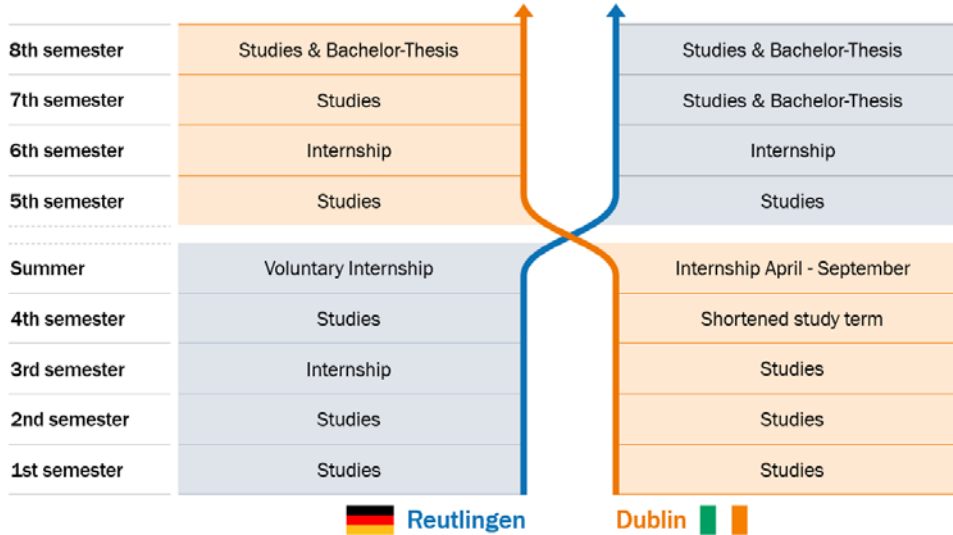 8th semester Studies & Bachelor-Thesis Studies & Bachelor-Thesis
7th semester Studies Studies & Bachelor-Thesis
6th semester Internship Internship
5th semester Studies Studies
Summer Voluntary Internship Internship April - September
4th semester Studies Shortened study term
3rd semester Internship Studies
2nd semester Studies Studies
1st semester Studies Studies
Reutlingen Dublin